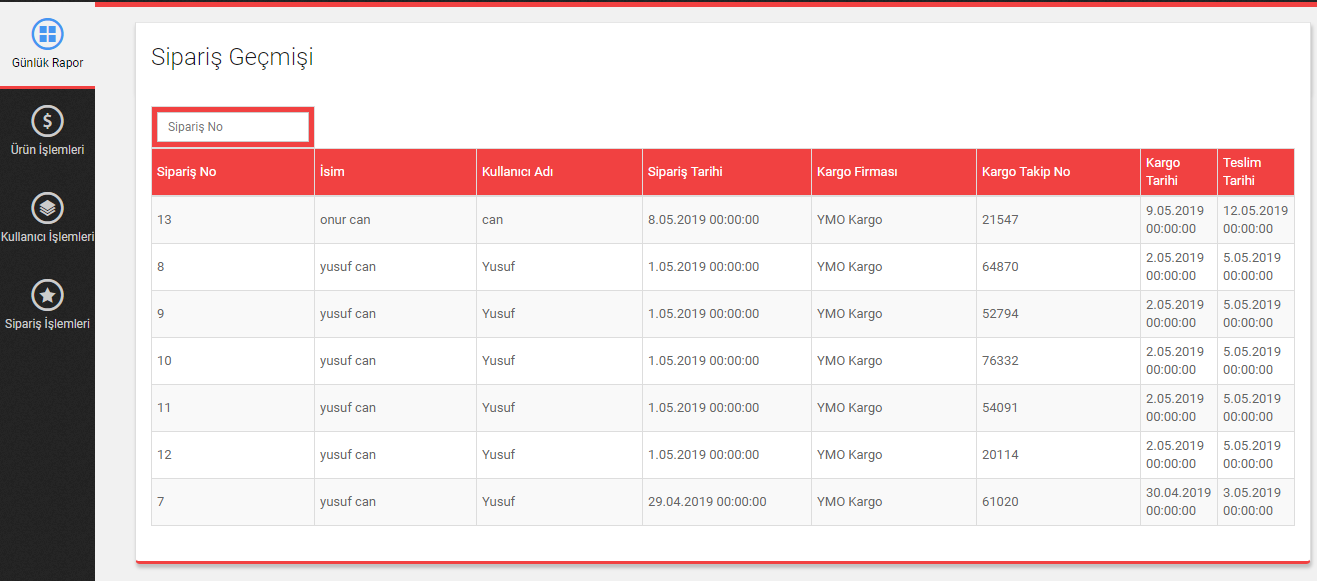 Günlük Rapor
Ürün İşlemleri
Kullanıcı İşlemleri
Sipariş İşlemleri
Sipariş Geçmişi
Sipariş No
Sipariş No İsim Kullanıcı Adı Sipariş Tarihi Kargo Firması Kargo Takip No Kargo Tarihi Teslim Tarihi
13 onur can can 8.05.2019 00:00:00 YMO Kargo 21547 9.05.2019 00:00:00 12.05.2019 00:00:00
8 yusuf can Yusuf 1.05.2019 00:00:00 YMO Kargo 64870 2.05.2019 00:00:00 5.05.2019 00:00:00
9 yusuf can Yusuf 1.05.2019 00:00:00 YMO Kargo 52794 2.05.2019 00:00:00 5.05.2019 00:00:00
10 yusuf can Yusuf 1.05.2019 00:00:00 YMO Kargo 76332 2.05.2019 00:00:00 5.05.2019 00:00:00
11 yusuf can Yusuf 1.05.2019 00:00:00 YMO Kargo 54091 2.05.2019 00:00:00 5.05.2019 00:00:00
12 yusuf can Yusuf 1.05.2019 00:00:00 YMO Kargo 20114 2.05.2019 00:00:00 5.05.2019 00:00:00
7 yusuf can Yusuf 29.04.2019 00:00:00 YMO Kargo 61020 30.04.2019 00:00:00 3.05.2019 00:00:00